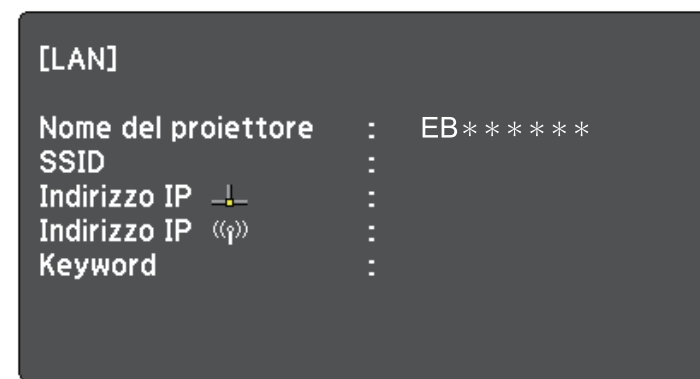 [LAN]
Nome del proiettore : EB******
SSID :
Indirizzo IP :
Indirizzo IP :
Keyword :